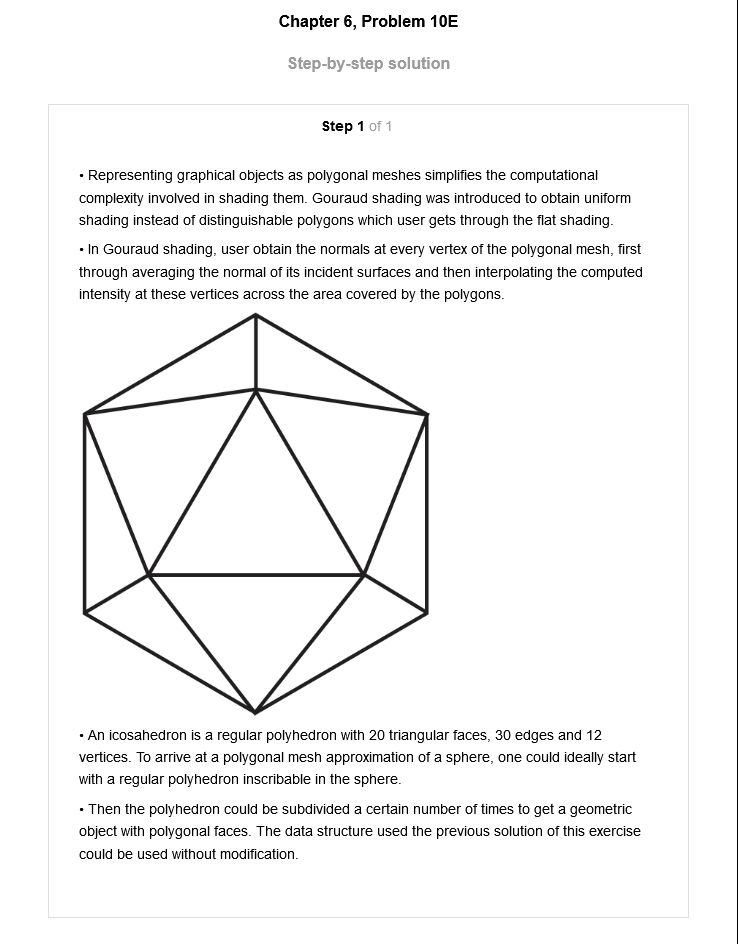 Chapter 6, Problem 10E
Step-by-step solution
Step 1 of 1
• Representing graphical objects as polygonal meshes simplifies the computational
complexity involved in shading them. Gouraud shading was introduced to obtain uniform
shading instead of distinguishable polygons which user gets through the flat shading.
• In Gouraud shading, user obtain the normals at every vertex of the polygonal mesh, first
through averaging the normal of its incident surfaces and then interpolating the computed
intensity at these vertices across the area covered by the polygons.
• An icosahedron is a regular polyhedron with 20 triangular faces, 30 edges and 12
vertices. To arrive at a polygonal mesh approximation of a sphere, one could ideally start
with a regular polyhedron inscribable in the sphere.
• Then the polyhedron could be subdivided a certain number of times to get a geometric
object with polygonal faces. The data structure used the previous solution of this exercise
could be used without modification.